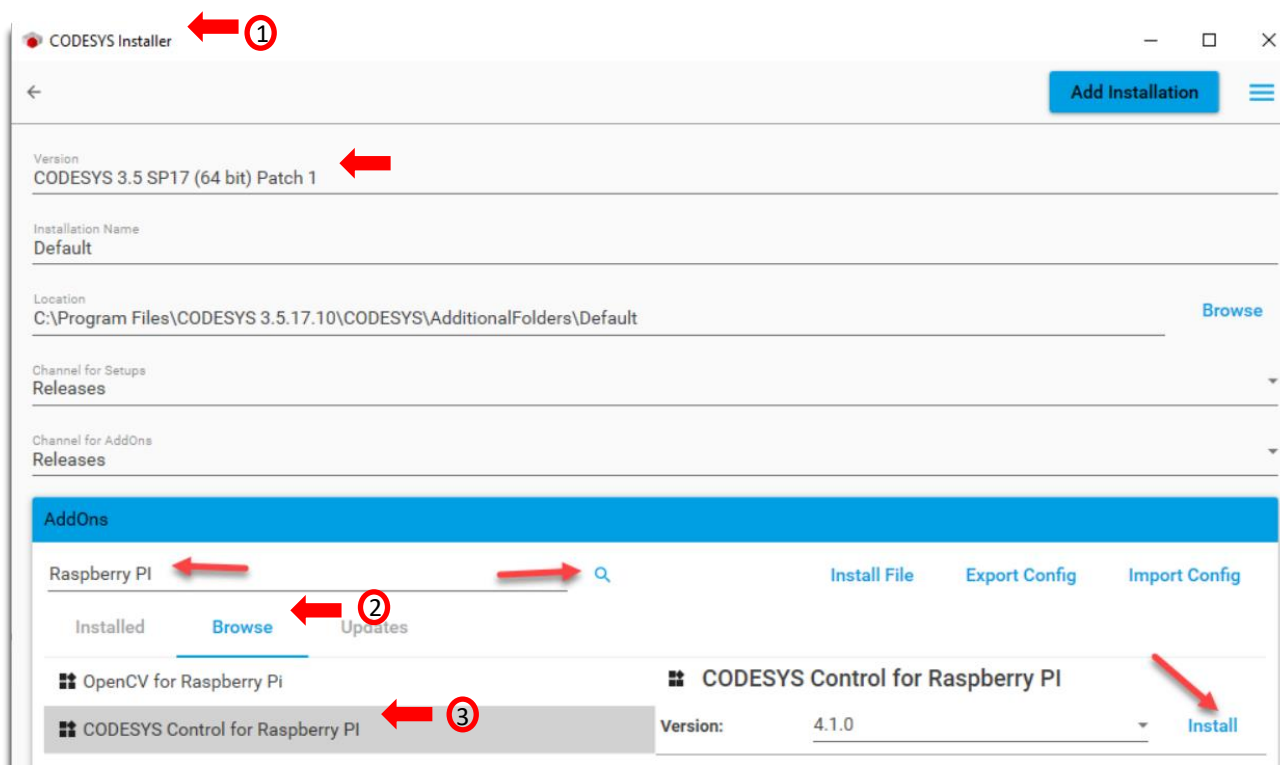 CODESYS Installer
1
Add Installation
Version
CODESYS 3.5 SP17 (64 bit) Patch 1
Installation Name
Default
Location
C:\Program Files\CODESYS 3.5.17.10\CODESYS\AdditionalFolders\Default
Browse
Channel for Setups
Releases
Channel for AddOns
Releases
AddOns
Raspberry PI
Install File Export Config Import Config
2
Installed Browse Updates
OpenCV for Raspberry Pi
CODESYS Control for Raspberry PI
3
CODESYS Control for Raspberry PI
Version: 4.1.0 Install